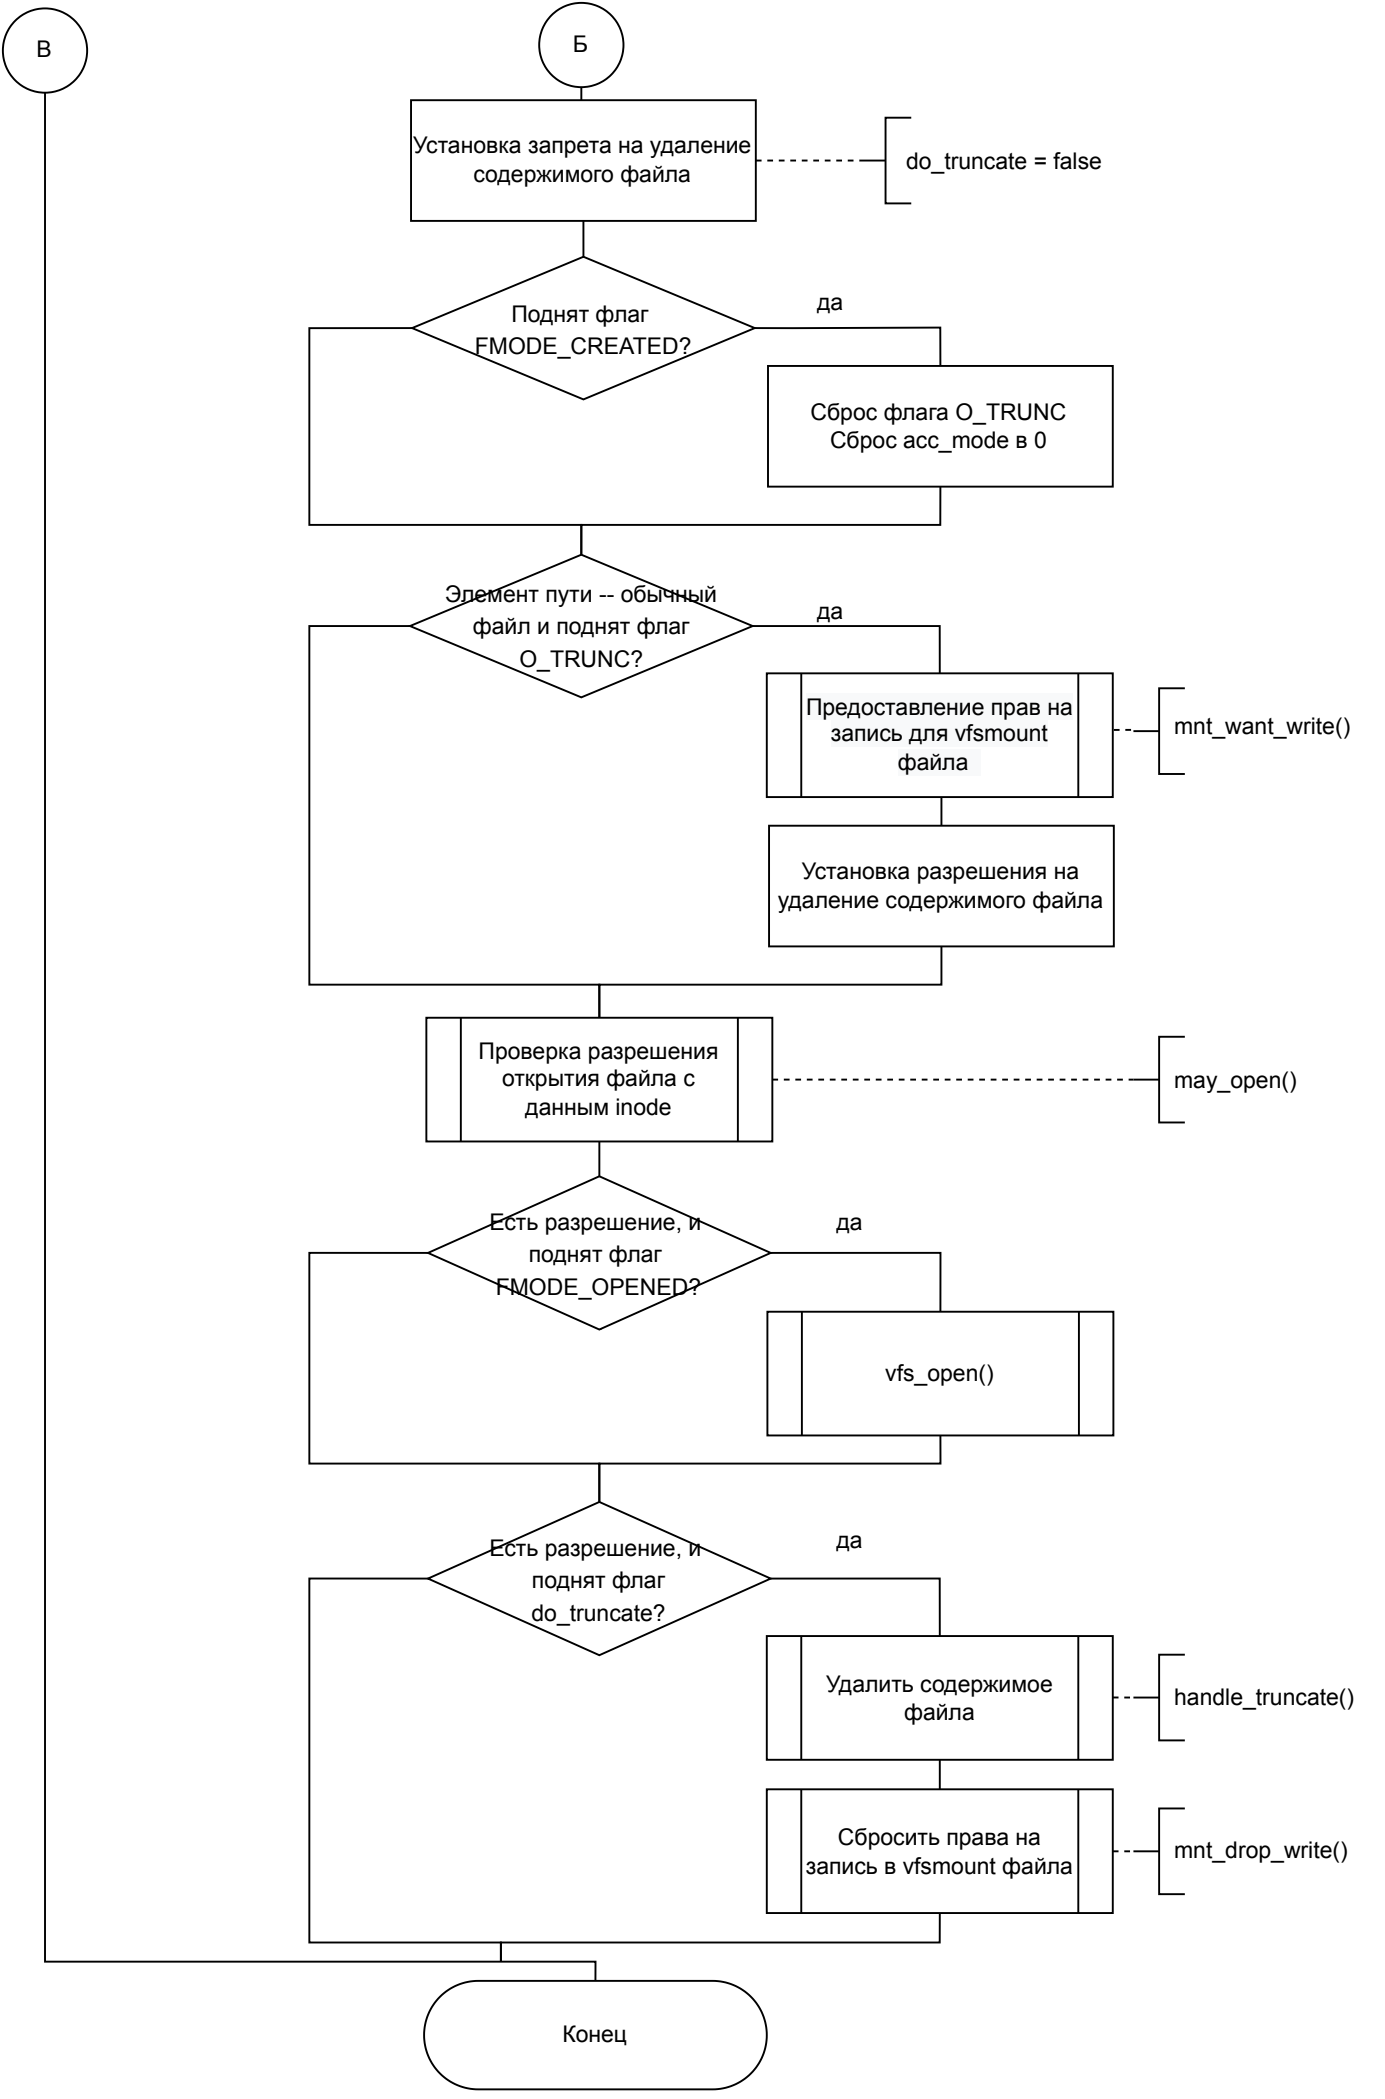 В
Б
Установка запрета на удаление
содержимого файла
do_truncate = false
Поднят флаг
FMODE_CREATED?
да
Сброс флага O_TRUNC
Сброс acc_mode в 0
Элемент пути -- обычный
файл и поднят флаг
O_TRUNC?
да
Предоставление прав на
запись для vfsmount
файла
mnt_want_write()
Установка разрешения на
удаление содержимого файла
Проверка разрешения
открытия файла с
данным inode
may_open()
Есть разрешение, и
поднят флаг
FMODE_OPENED?
да
vfs_open()
Есть разрешение, и
поднят флаг
do_truncate?
да
Удалить содержимое
файла
handle_truncate()
Сбросить права на
запись в vfsmount файла
mnt_drop_write()
Конец